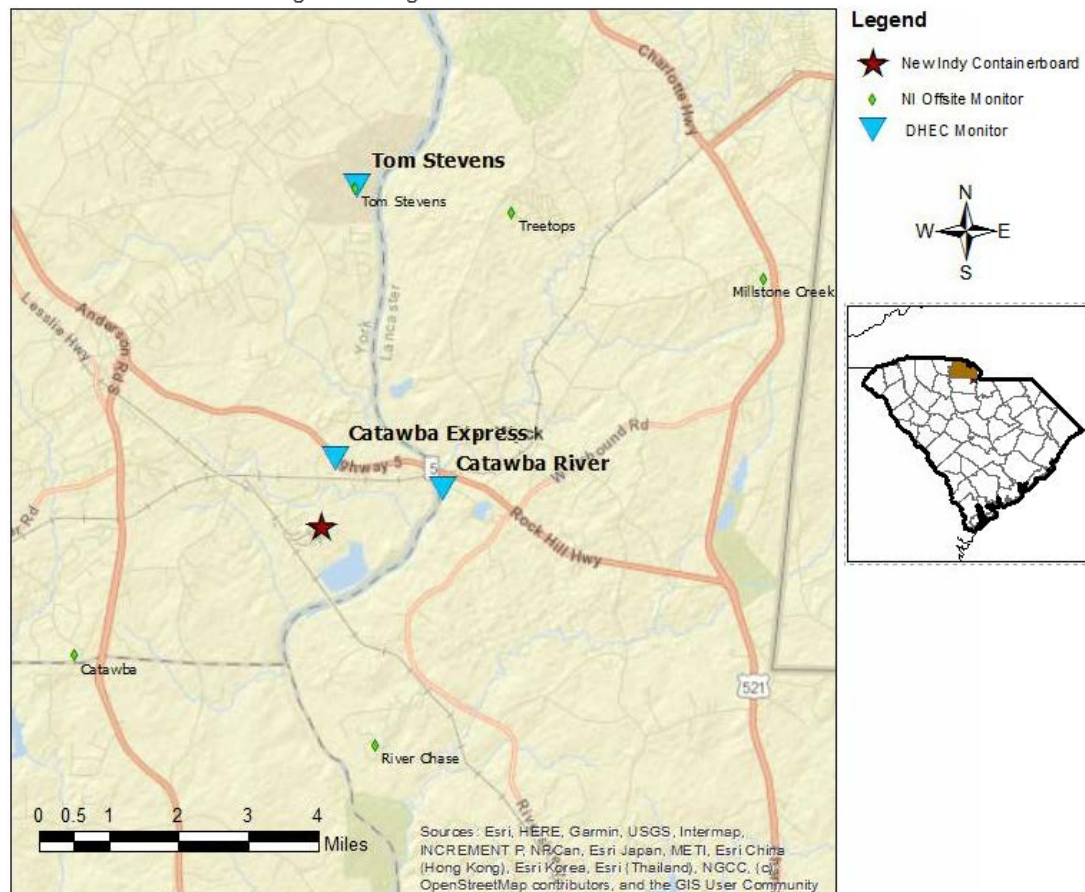 Legend
New Indy Containerboard
NI Offsite Monitor
DHEC Monitor
N
W E
S
Charlotte Hwy
Tom Stevens
Tom Stevens
Treetops
Millstone Creek
Lesslie Hwy
Anderson Rd S
York
Lancaster
Catawba Express
5
Catawba River
Rock Hill Hwy
Catawba
521
River Chase
0 0.5 1 2 3 4
Miles
Sources: Esri, HERE, Garmin, USGS, Intermap,
INCREMENT P, NRCan, Esri Japan, METI, Esri China
(Hong Kong), Esri Korea, Esri (Thailand), NGCC, (c)
OpenStreetMap contributors, and the GIS User Community